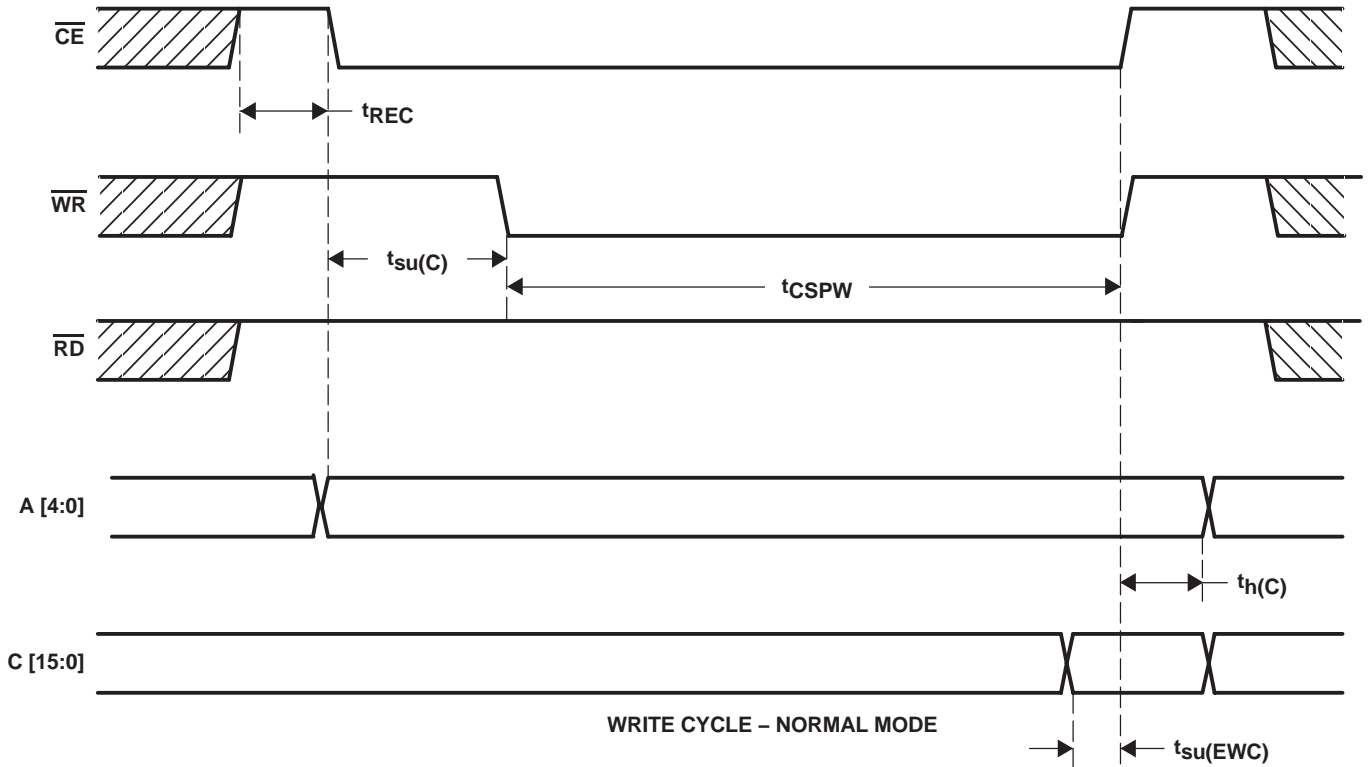 CE
tREC
WR
tsu(C)
tCSPW
RD
A [4:0]
th(C)
C [15:0]
WRITE CYCLE – NORMAL MODE
tsu(EWC)